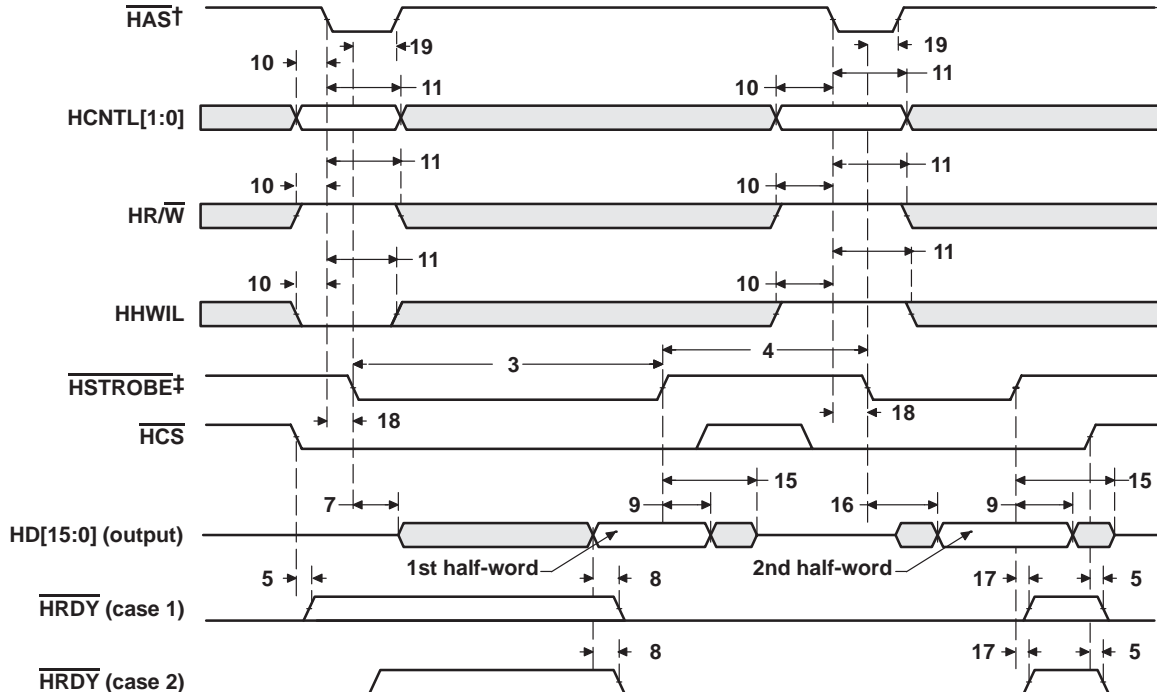 HAS†
19
19
10
11
10
11
HCNTL[1:0]
11
11
10
10
HR/W
11
11
10
10
HHWIL
3
4
HSTROBE‡
18
18
HCS
15
15
7
9
16
9
HD[15:0] (output)
1st half-word
2nd half-word
5
8
17
5
HRDY (case 1)
8
17
5
HRDY (case 2)